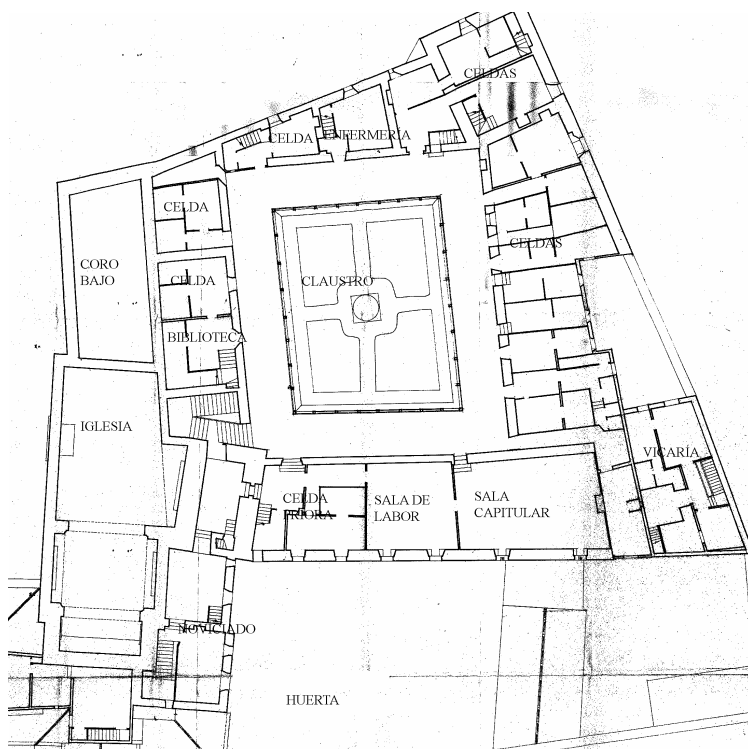 CELDAS
CELDA
ENFERMERÍA
CELDA
CELDAS
CORO
BAJO
CELDA
CLAUSTRO
BIBLIOTECA
IGLESIA
VICARÍA
CELDA
PRIORA
SALA DE
LABOR
SALA
CAPITULAR
NOVICIADO
HUERTA